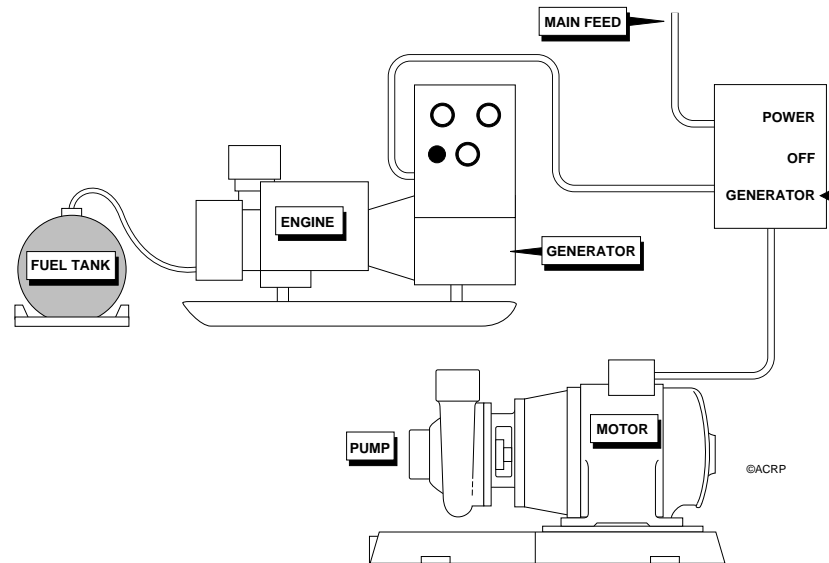 MAIN FEED
POWER
OFF
GENERATOR
ENGINE
GENERATOR
FUEL TANK
PUMP
MOTOR
©ACRP